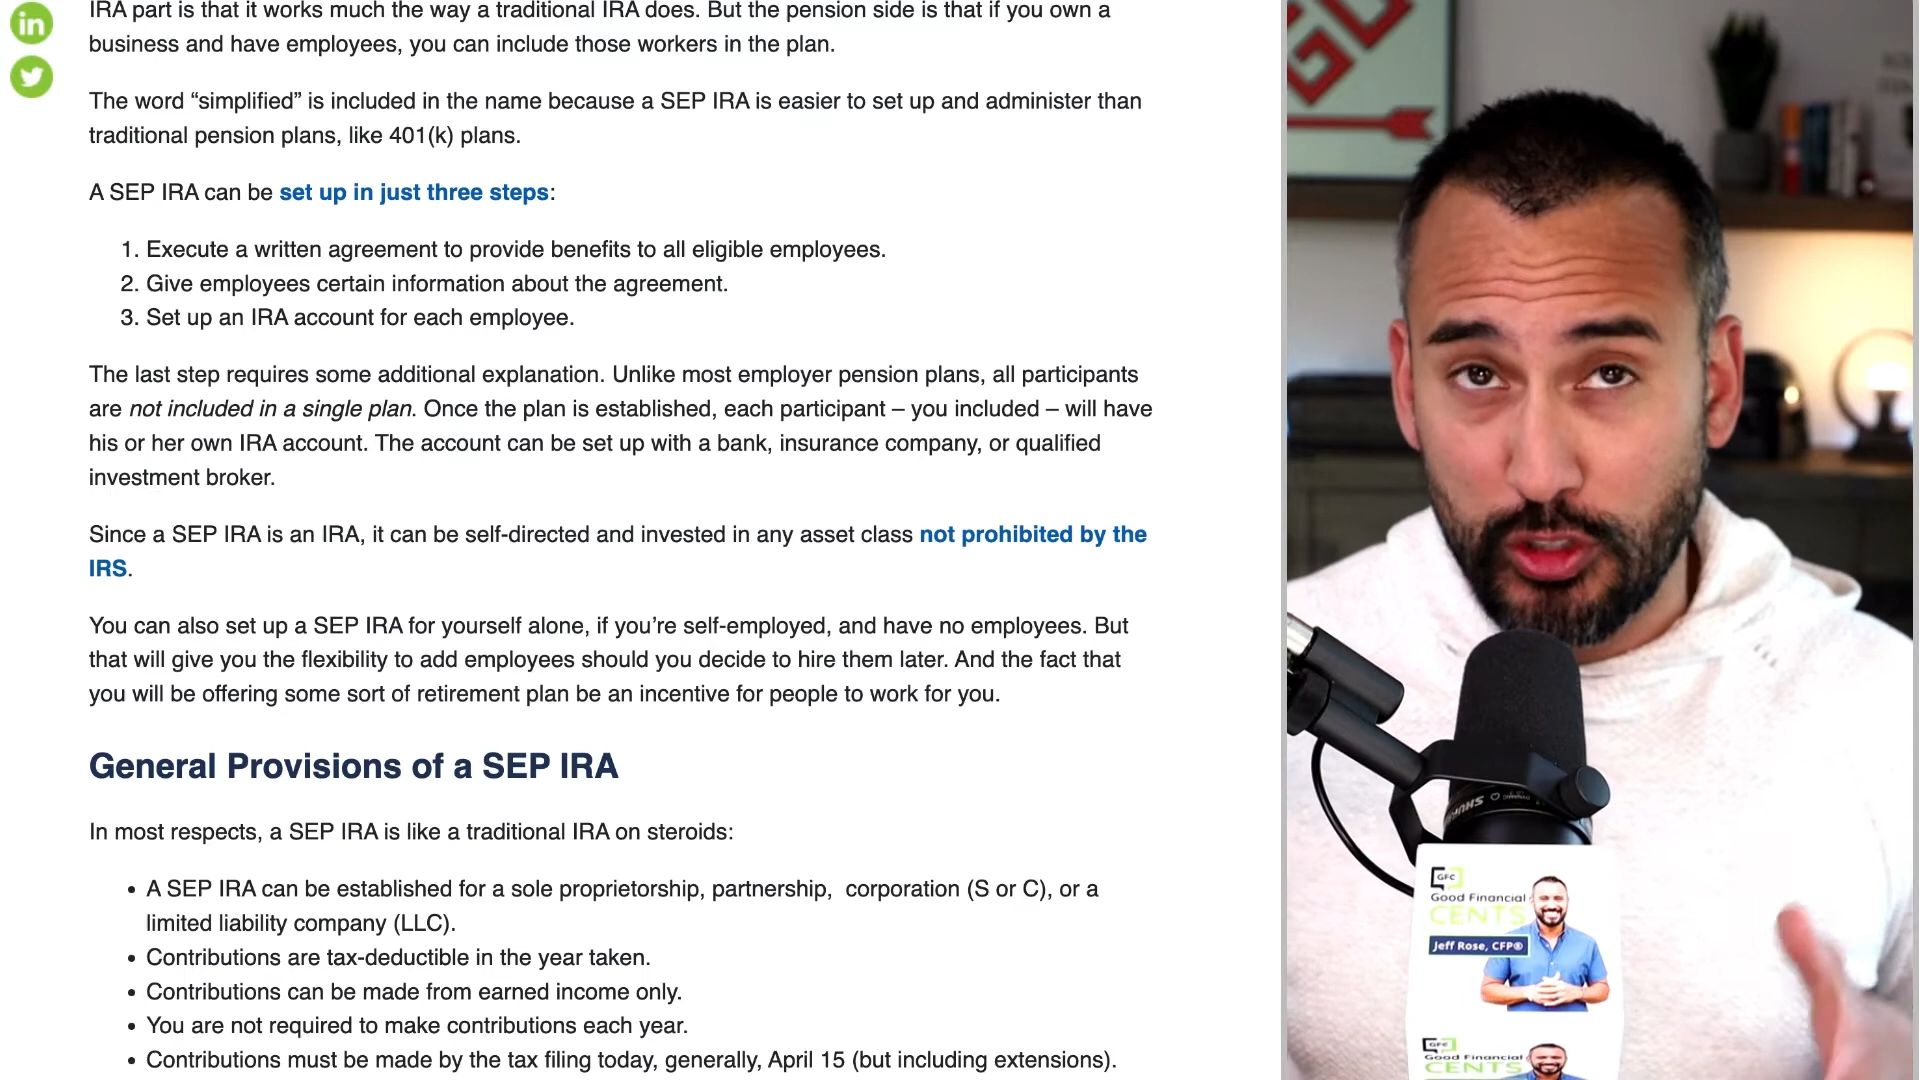 in
IRA part is that it works much the way a traditional IRA does. But the pension side is that if you own a
business and have employees, you can include those workers in the plan.
The word “simplified” is included in the name because a SEP IRA is easier to set up and administer than
traditional pension plans, like 401(k) plans.
A SEP IRA can be set up in just three steps:
1. Execute a written agreement to provide benefits to all eligible employees.
2. Give employees certain information about the agreement.
3. Set up an IRA account for each employee.
The last step requires some additional explanation. Unlike most employer pension plans, all participants
are not included in a single plan. Once the plan is established, each participant – you included – will have
his or her own IRA account. The account can be set up with a bank, insurance company, or qualified
investment broker.
Since a SEP IRA is an IRA, it can be self-directed and invested in any asset class not prohibited by the
IRS.
You can also set up a SEP IRA for yourself alone, if you’re self-employed, and have no employees. But
that will give you the flexibility to add employees should you decide to hire them later. And the fact that
you will be offering some sort of retirement plan be an incentive for people to work for you.
General Provisions of a SEP IRA
In most respects, a SEP IRA is like a traditional IRA on steroids:
• A SEP IRA can be established for a sole proprietorship, partnership, corporation (S or C), or a
limited liability company (LLC).
• Contributions are tax-deductible in the year taken.
• Contributions can be made from earned income only.
• You are not required to make contributions each year.
• Contributions must be made by the tax filing today, generally, April 15 (but including extensions).
GO
SHURE
GFC
Good Financial
CENTS
Jeff Rose, CFP®
GFC
Good Financial
CENTS